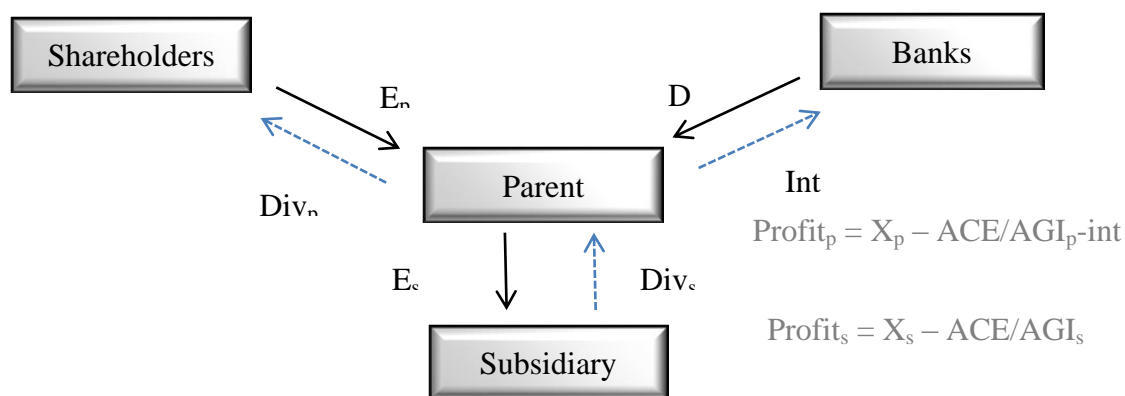 Shareholders
Banks
Eₚ
D
Divₚ
Parent
Int
Profitₚ = Xₚ – ACE/AGIₚ-int
Eₛ
Divₛ
Profitₛ = Xₛ – ACE/AGIₛ
Subsidiary